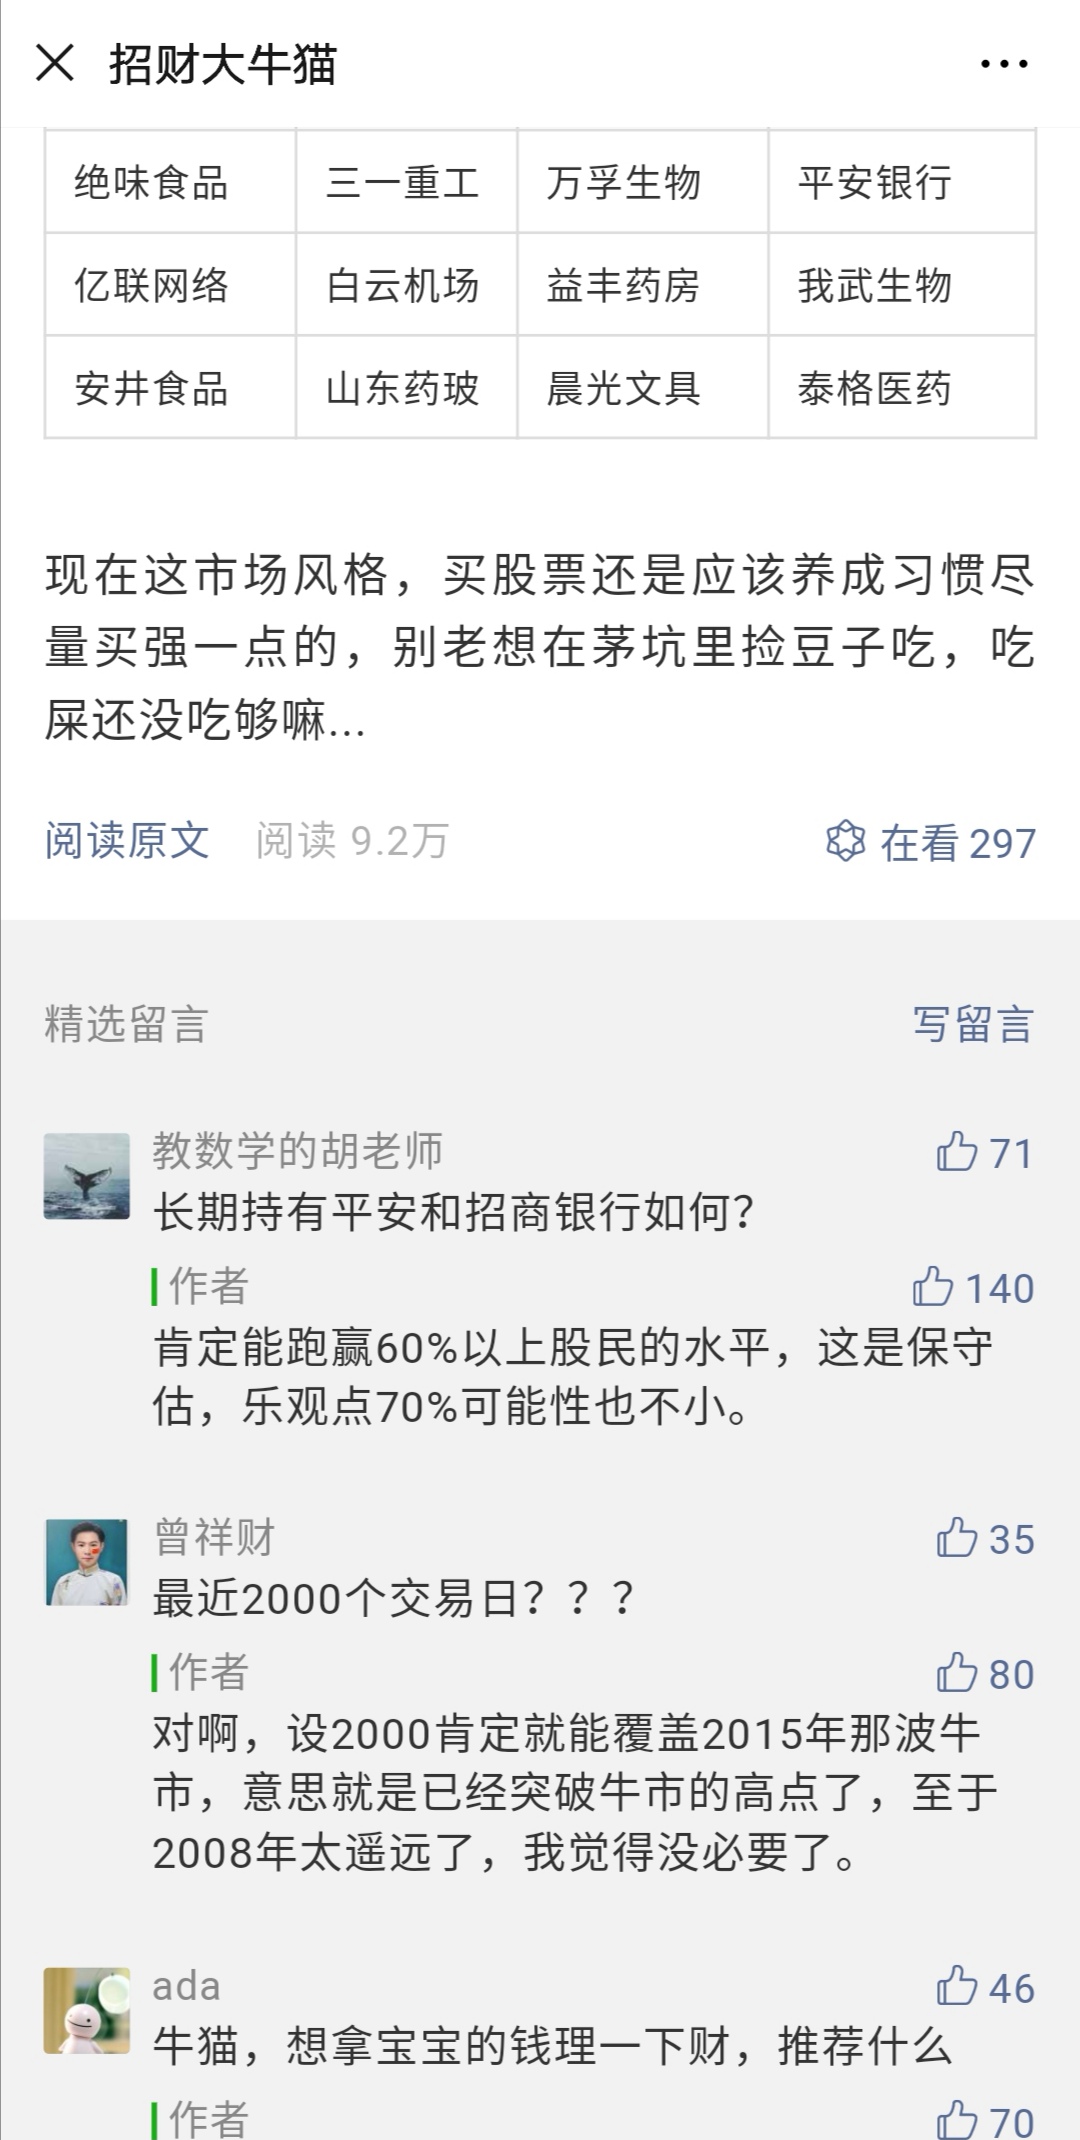 招财大牛猫
绝味食品 三一重工 万孚生物 平安银行
亿联网络 白云机场 益丰药房 我武生物
安井食品 山东药玻 晨光文具 泰格医药
现在这市场风格，买股票还是应该养成习惯尽
量买强一点的，别老想在茅坑里捡豆子吃，吃
屎还没吃够嘛...
阅读原文 阅读 9.2万 在看 297
精选留言 写留言
教数学的胡老师 71
长期持有平安和招商银行如何？
作者 140
肯定能跑赢60%以上股民的水平，这是保守
估，乐观点70%可能性也不小。
曾祥财 35
最近2000个交易日？？？
作者 80
对啊，设2000肯定就能覆盖2015年那波牛
市，意思就是已经突破牛市的高点了，至于
2008年太遥远了，我觉得没必要了。
ada 46
牛猫，想拿宝宝的钱理一下财，推荐什么
作者 70